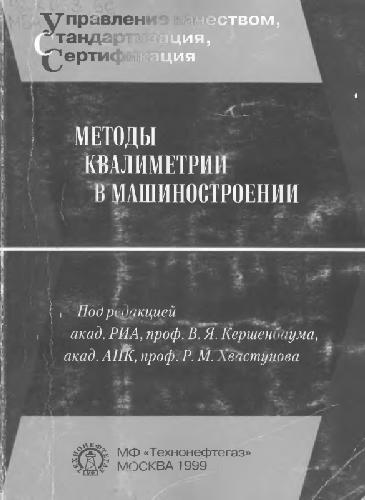 Управление качеством,
Стандартизация,
Сертификация
МЕТОДЫ
КВАЛИМЕТРИИ
В МАШИНОСТРОЕНИИ
Под редакцией
акад. РИА, проф. В. Я. Кершенбаума,
акад. АПК, проф. Р. М. Хвастунова
ТЕХНОНЕФТЕГАЗ
МФ «Технонефтегаз»
МОСКВА 1999